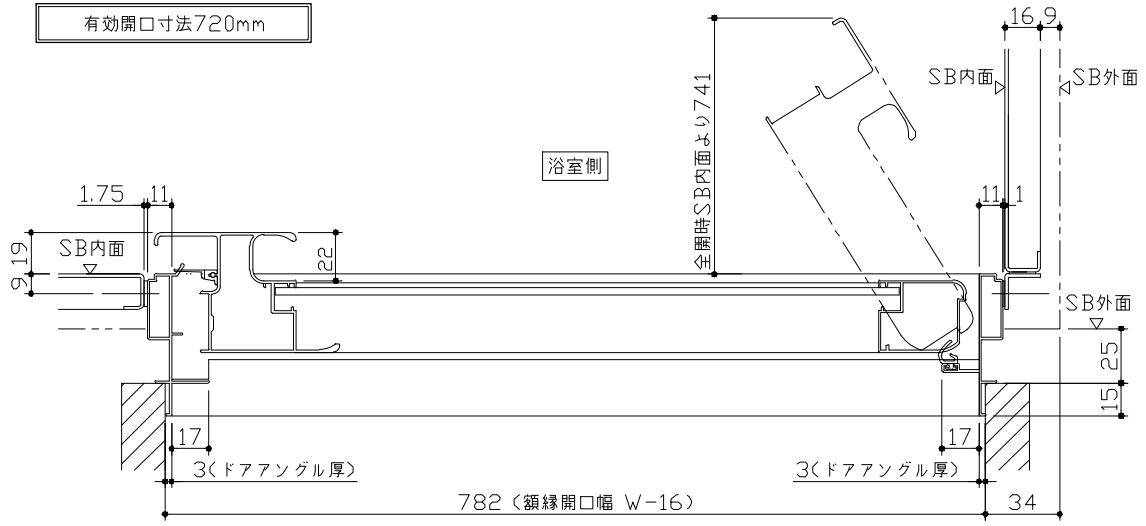 有効開口寸法720mm
16 9
SB内面
SB外面
全開時SB内面より741
浴室側
1.75 11
11 1
19
SB内面
22
9
SB外面
25
15
17
17
3(ドアアングル厚)
3(ドアアングル厚)
782 (額縁開口幅 W-16)
34